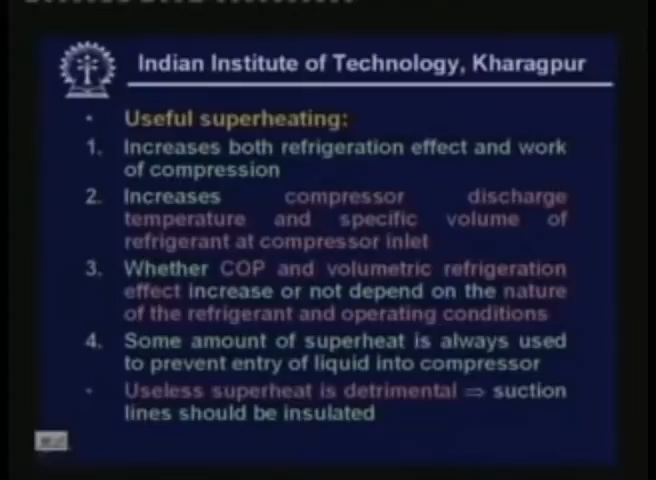 Indian Institute of Technology, Kharagpur
• Useful superheating:
1. Increases both refrigeration effect and work
of compression
2. Increases compressor discharge
temperature and specific volume of
refrigerant at compressor inlet
3. Whether COP and volumetric refrigeration
effect increase or not depend on the nature
of the refrigerant and operating conditions
4. Some amount of superheat is always used
to prevent entry of liquid into compressor
• Useless superheat is detrimental ⇒ suction
lines should be insulated